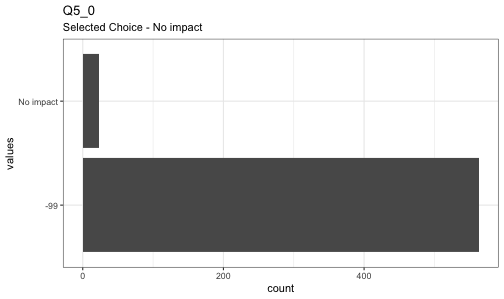 Q5_0
Selected Choice - No impact
values
No impact
-99
0
200
400
count